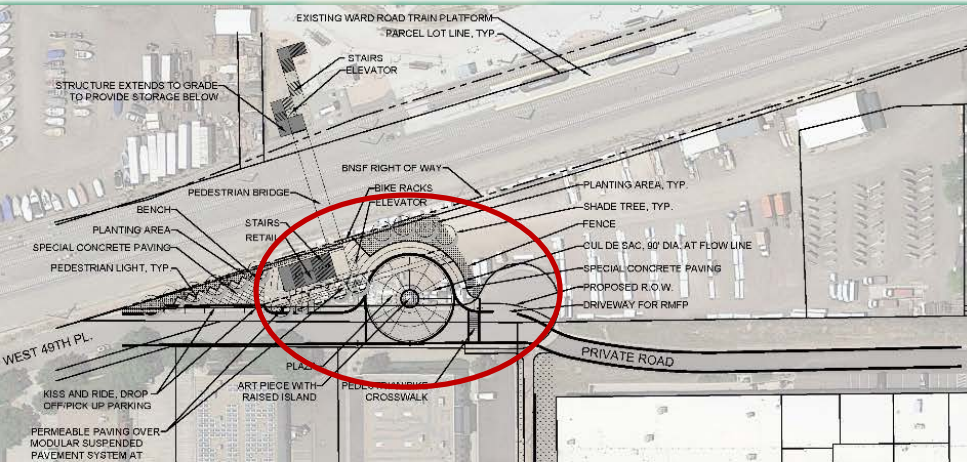 EXISTING WARD ROAD TRAIN PLATFORM
PARCEL LOT LINE, TYP.
STAIRS
ELEVATOR
STRUCTURE EXTENDS TO GRADE
TO PROVIDE STORAGE BELOW
BNSF RIGHT OF WAY
PEDESTRIAN BRIDGE
BIKE RACKS
ELEVATOR
PLANTING AREA, TYP.
BENCH
SHADE TREE, TYP.
STAIRS
FENCE
PLANTING AREA
RETAIL
CUL DE SAC, 90' DIA. AT FLOW LINE
SPECIAL CONCRETE PAVING
PEDESTRIAN LIGHT, TYP.
SPECIAL CONCRETE PAVING
PROPOSED R.O.W.
DRIVEWAY FOR RMFP
WEST 49TH PL.
PRIVATE ROAD
KISS AND RIDE, DROP
OFF/PICK UP PARKING
ART PIECE WITH
RAISED ISLAND
CROSSWALK
PERMEABLE PAVING OVER
MODULAR SUSPENDED
PAVEMENT SYSTEM AT